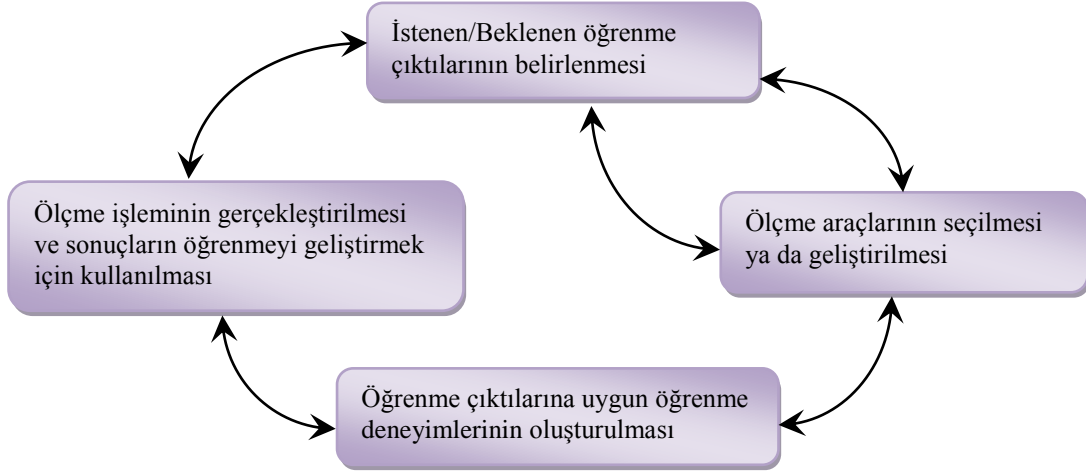 İstenen/Beklenen öğrenme
çıktılarının belirlenmesi
Ölçme işleminin gerçekleştirilmesi
ve sonuçların öğrenmeyi geliştirmek
için kullanılması
Ölçme araçlarının seçilmesi
ya da geliştirilmesi
Öğrenme çıktılarına uygun öğrenme
deneyimlerinin oluşturulması